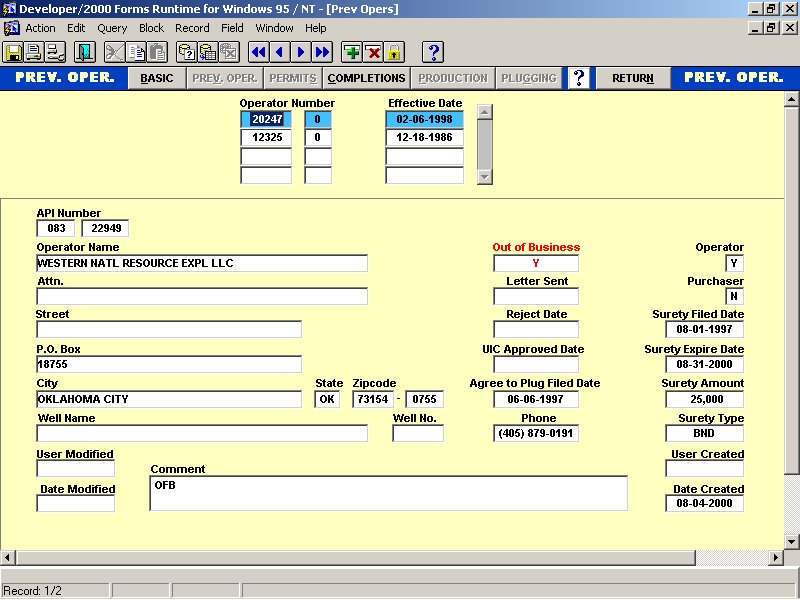 Developer/2000 Forms Runtime for Windows 95 / NT - [Prev Opers]
Action Edit Query Block Record Field Window Help
PREV. OPER. BASIC PREV. OPER. PERMITS COMPLETIONS PRODUCTION PLUGGING ? RETURN PREV. OPER.
Operator Number Effective Date
20247 0 02-06-1998
12325 0 12-18-1986
API Number
083 22949
Operator Name Out of Business Operator
WESTERN NATL RESOURCE EXPL LLC Y Y
Attn. Letter Sent Purchaser
N
Street Reject Date Surety Filed Date
08-01-1997
P.O. Box UIC Approved Date Surety Expire Date
18755 08-31-2000
City State Zipcode Agree to Plug Filed Date Surety Amount
OKLAHOMA CITY OK 73154 - 0755 06-06-1997 25,000
Well Name Well No. Phone Surety Type
(405) 879-0191 BND
User Modified User Created
Comment
OFB
Date Modified Date Created
08-04-2000
Record: 1/2